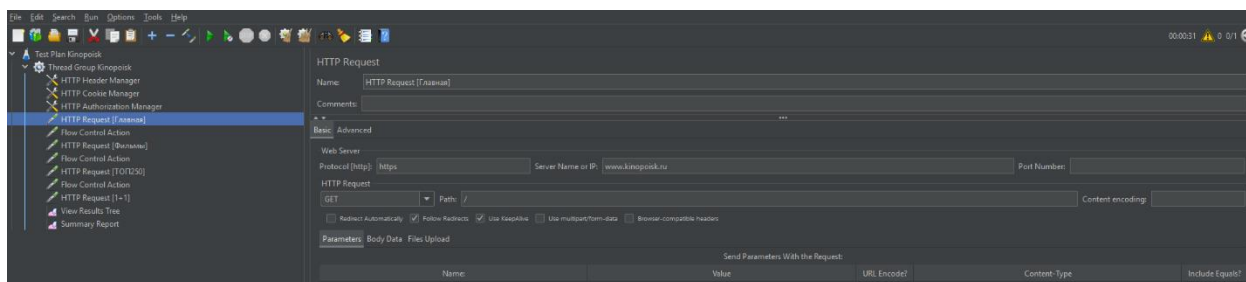 File Edit Search Run Options Tools Help
00:00:31 0 0/1
Test Plan Kinopoisk
Thread Group Kinopoisk
HTTP Header Manager
HTTP Cookie Manager
HTTP Authorization Manager
HTTP Request [Главная]
Flow Control Action
HTTP Request [Фильмы]
Flow Control Action
HTTP Request [ТОП250]
Flow Control Action
HTTP Request [1+1]
View Results Tree
Summary Report
HTTP Request
Name: HTTP Request [Главная]
Comments:
Basic Advanced
Web Server
Protocol [http]: https Server Name or IP: www.kinopoisk.ru Port Number:
HTTP Request
GET Path: / Content encoding:
Redirect Automatically Follow Redirects Use KeepAlive Use multipart/form-data Browser-compatible headers
Parameters Body Data Files Upload
Send Parameters With the Request:
Name: Value URL Encode? Content-Type Include Equals?